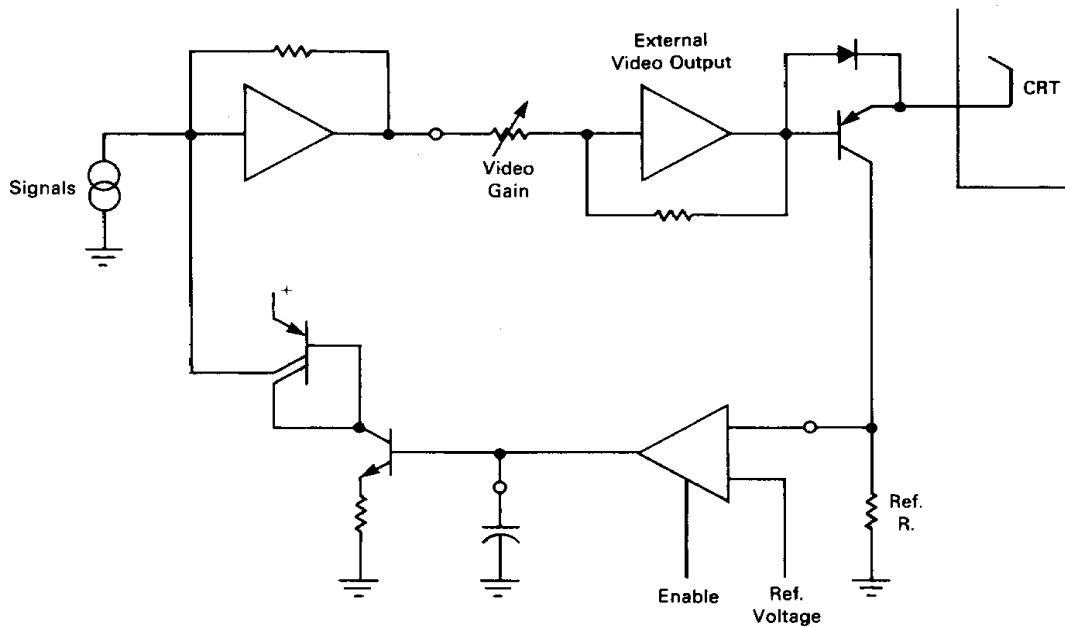 External
Video Output
CRT
Video
Gain
Signals
+
Ref.
R.
Enable
Ref.
Voltage